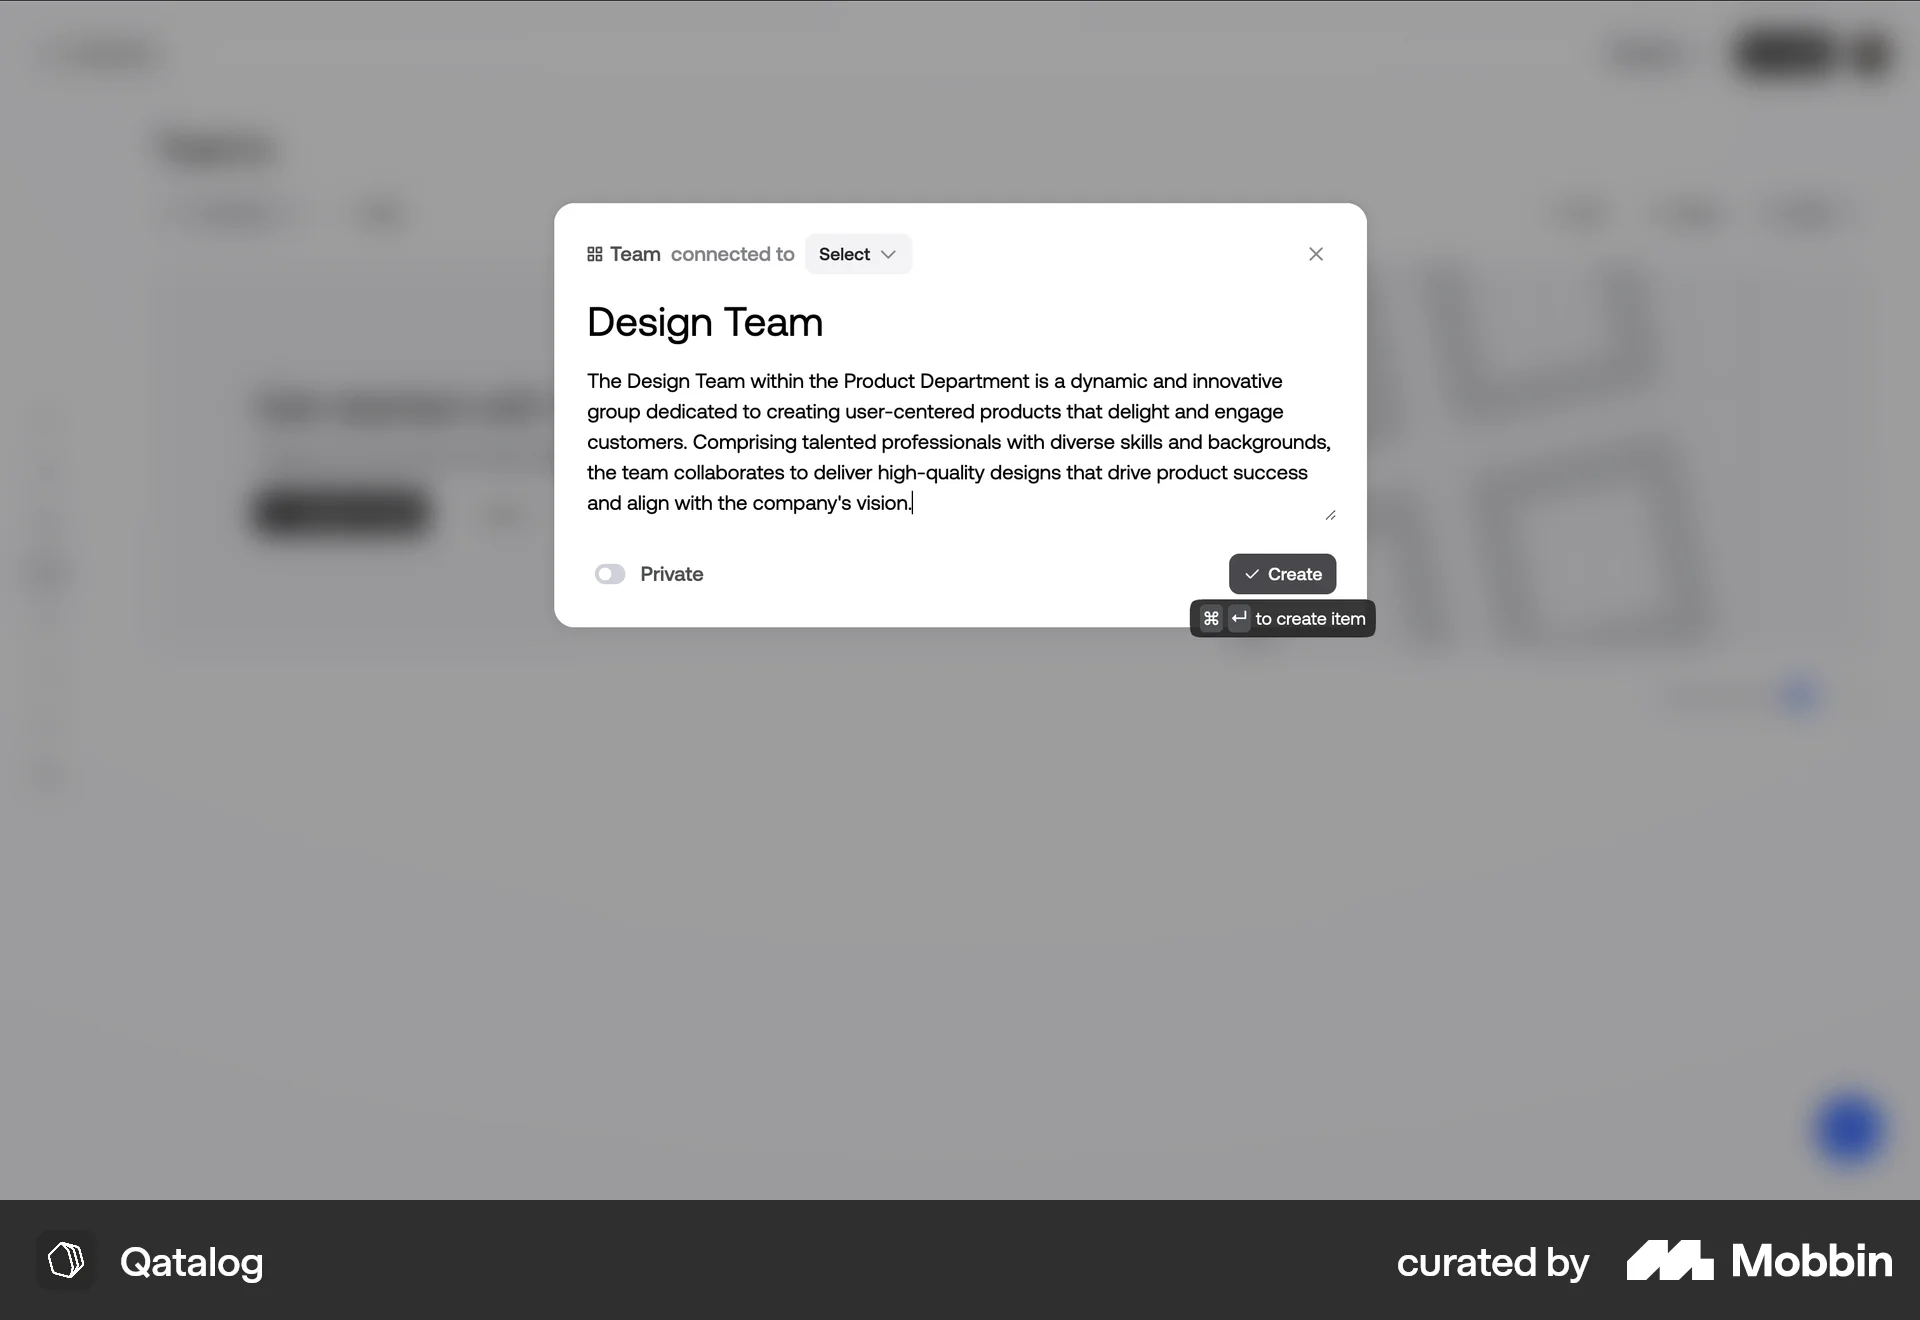 Team connected to Select
Design Team
The Design Team within the Product Department is a dynamic and innovative
group dedicated to creating user-centered products that delight and engage
customers. Comprising talented professionals with diverse skills and backgrounds,
the team collaborates to deliver high-quality designs that drive product success
and align with the company's vision.
Private
Create
⌘ ↵ to create item
Qatalog
curated by Mobbin